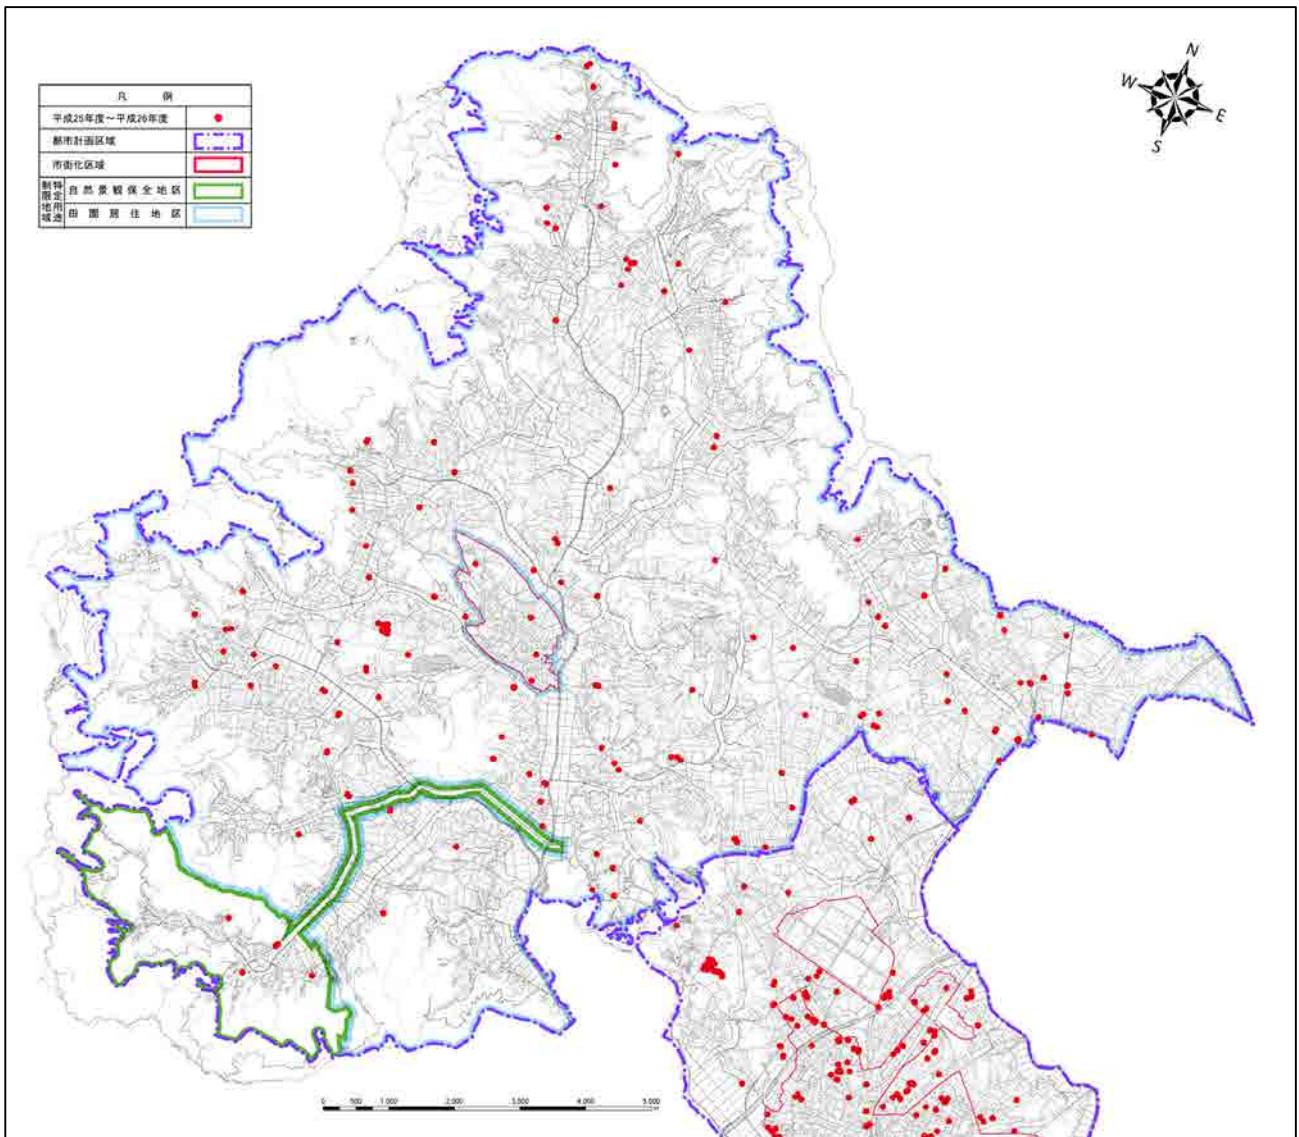 凡 例
平成25年度～平成26年度
都市計画区域
市街化区域
特定用途制限地域
自然景観保全地区
田園居住地区
N
W
E
S
0 500 1,000 2,000 3,000 4,000 5,000